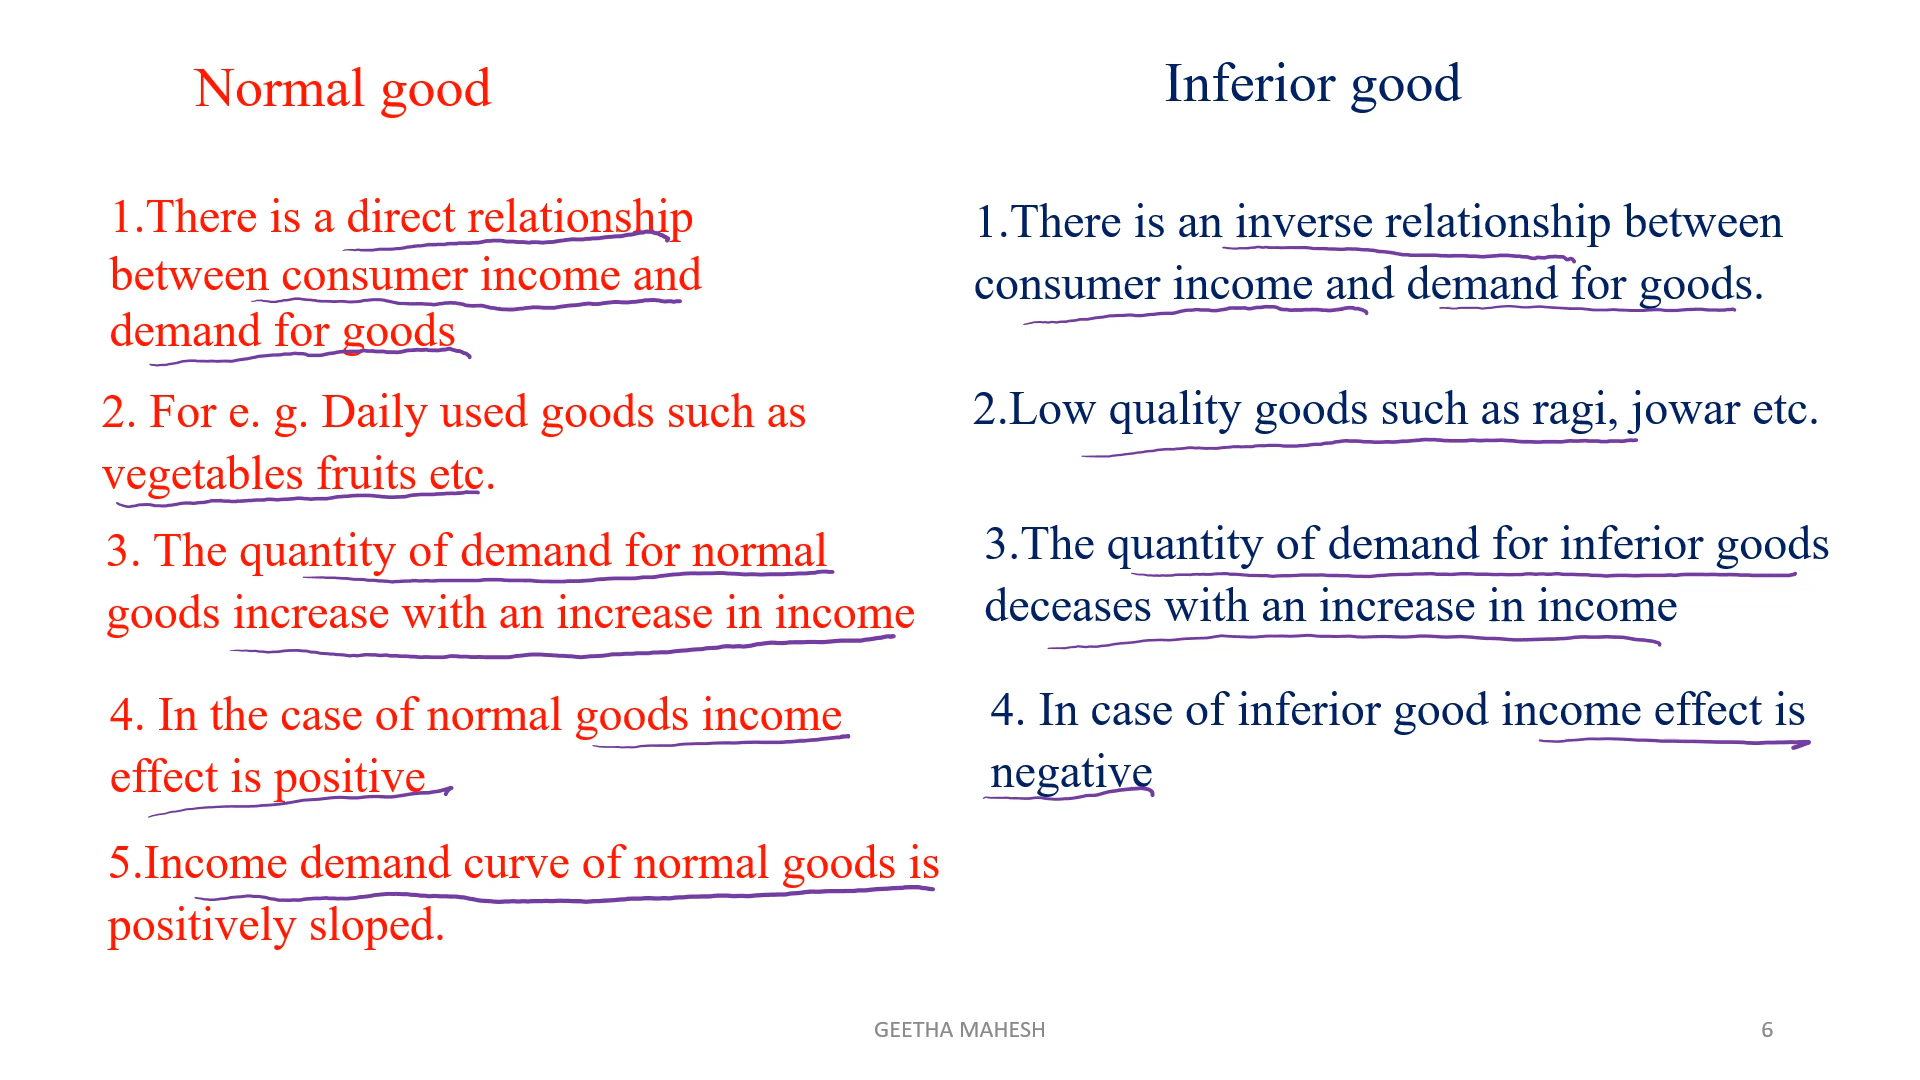 Normal good
1.There is a direct relationship
between consumer income and
demand for goods
2. For e. g. Daily used goods such as
vegetables fruits etc.
3. The quantity of demand for normal
goods increase with an increase in income
4. In the case of normal goods income
effect is positive
5.Income demand curve of normal goods is
positively sloped.
Inferior good
1.There is an inverse relationship between
consumer income and demand for goods.
2.Low quality goods such as ragi, jowar etc.
3.The quantity of demand for inferior goods
deceases with an increase in income
4. In case of inferior good income effect is
negative
GEETHA MAHESH
6